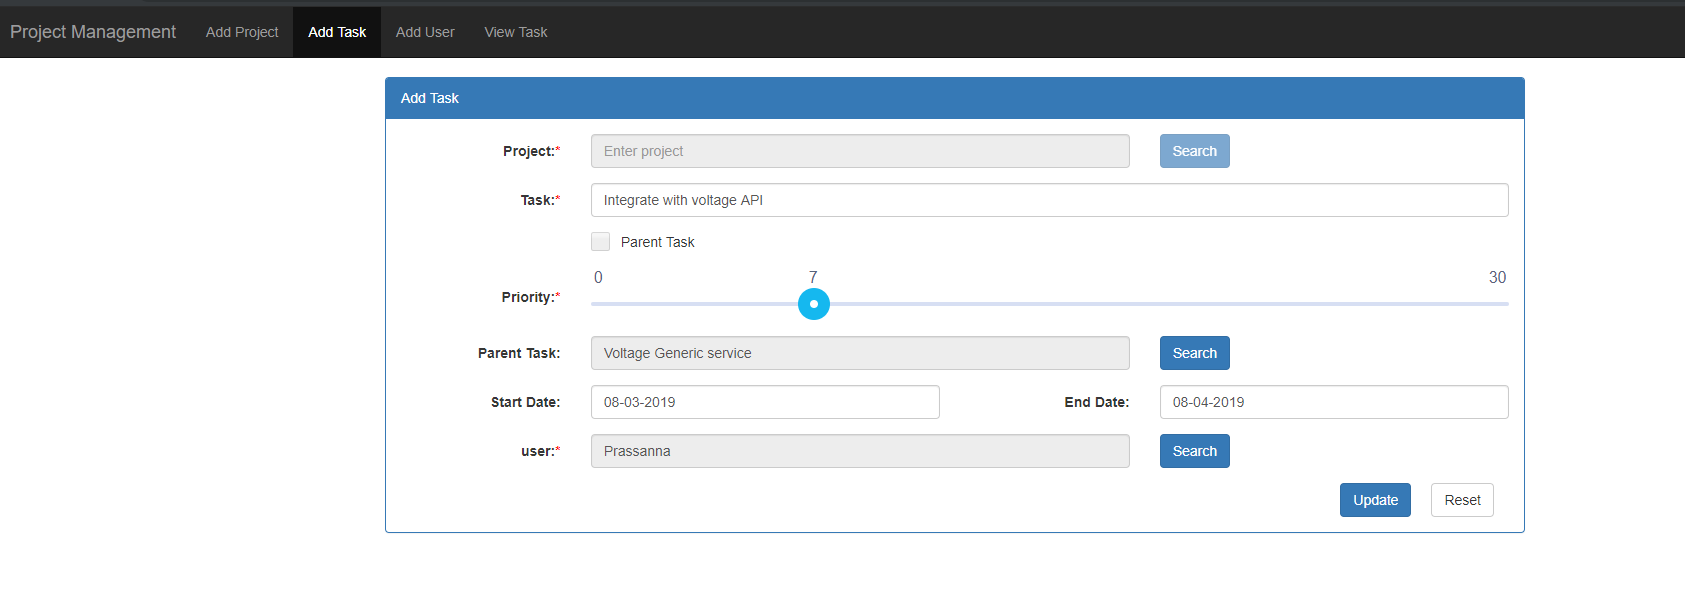 Project Management Add Project Add Task Add User View Task
Add Task
Project:* Enter project Search
Task:* Integrate with voltage API
Parent Task
0 7 30
Priority:*
Parent Task: Voltage Generic service Search
Start Date: 08-03-2019 End Date: 08-04-2019
user:* Prassanna Search
Update Reset